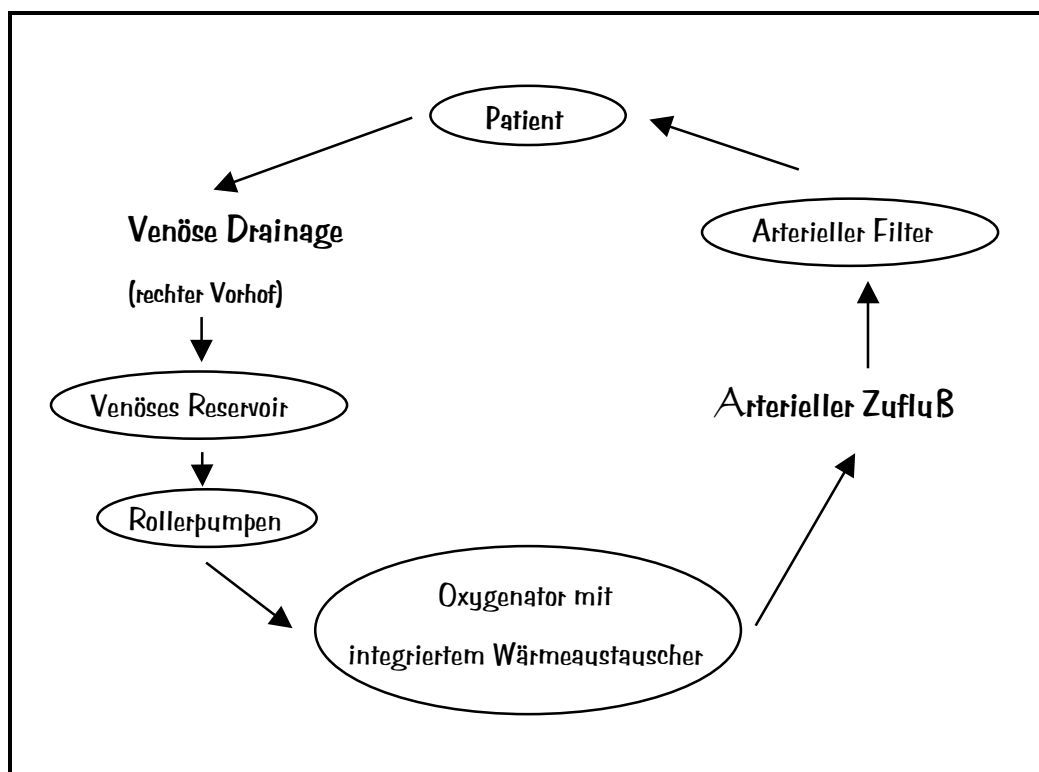 Patient
Venöse Drainage
(rechter Vorhof)
Venöses Reservoir
Rollerpumpen
Oxygenator mit
integriertem Wärmeaustauscher
Arterieller Zufluß
Arterieller Filter